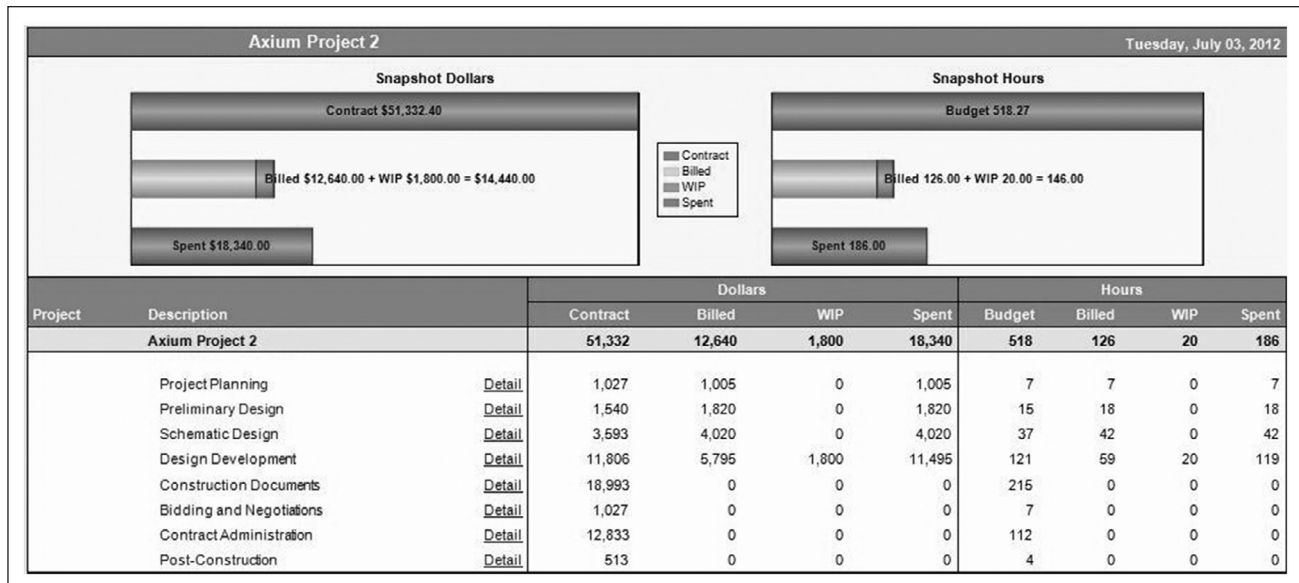 Axium Project 2 Tuesday, July 03, 2012
Snapshot Dollars Snapshot Hours
Contract $51,332.40 Budget 518.27
Contract
Billed
WIP
Spent
Billed $12,640.00 + WIP $1,800.00 = $14,440.00 Billed 126.00 + WIP 20.00 = 146.00
Spent $18,340.00 Spent 186.00
Dollars Hours
Project Description Contract Billed WIP Spent Budget Billed WIP Spent
Axium Project 2 51,332 12,640 1,800 18,340 518 126 20 186
Project Planning Detail 1,027 1,005 0 1,005 7 7 0 7
Preliminary Design Detail 1,540 1,820 0 1,820 15 18 0 18
Schematic Design Detail 3,593 4,020 0 4,020 37 42 0 42
Design Development Detail 11,806 5,795 1,800 11,495 121 59 20 119
Construction Documents Detail 18,993 0 0 0 215 0 0 0
Bidding and Negotiations Detail 1,027 0 0 0 7 0 0 0
Contract Administration Detail 12,833 0 0 0 112 0 0 0
Post-Construction Detail 513 0 0 0 4 0 0 0